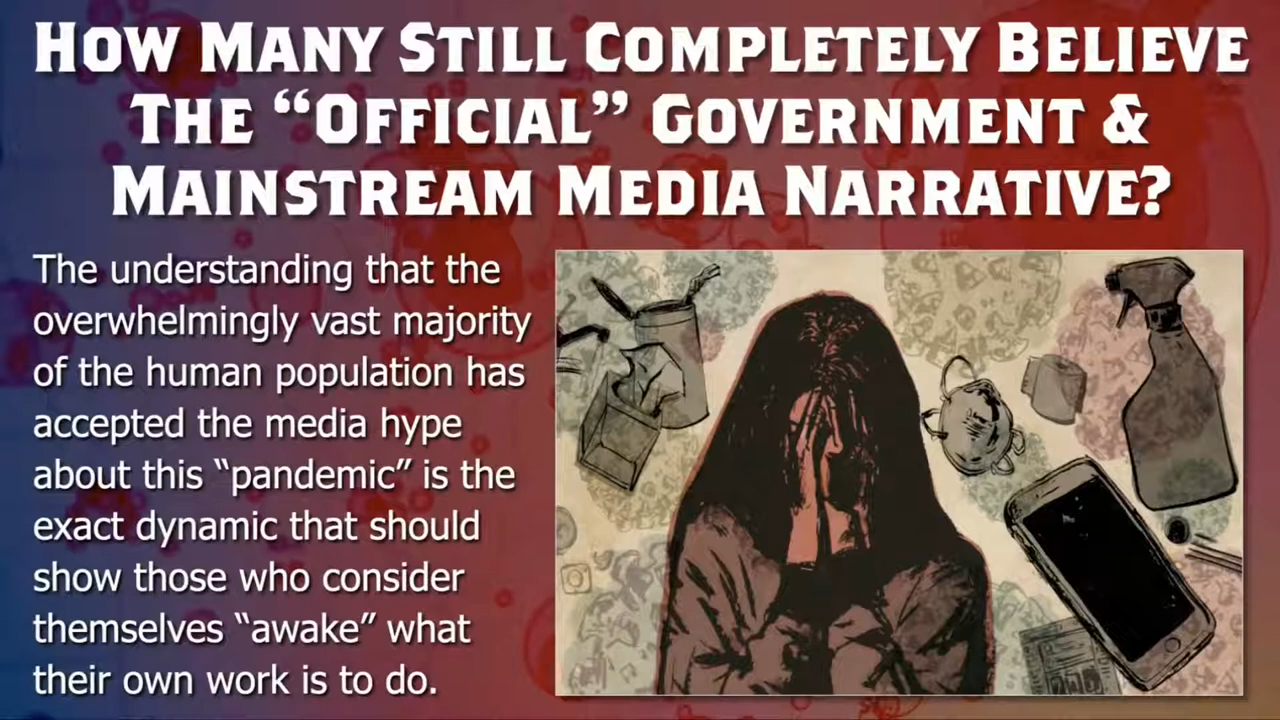 How Many Still Completely Believe
The “Official” Government &
Mainstream Media Narrative?
The understanding that the
overwhelmingly vast majority
of the human population has
accepted the media hype
about this “pandemic” is the
exact dynamic that should
show those who consider
themselves “awake” what
their own work is to do.